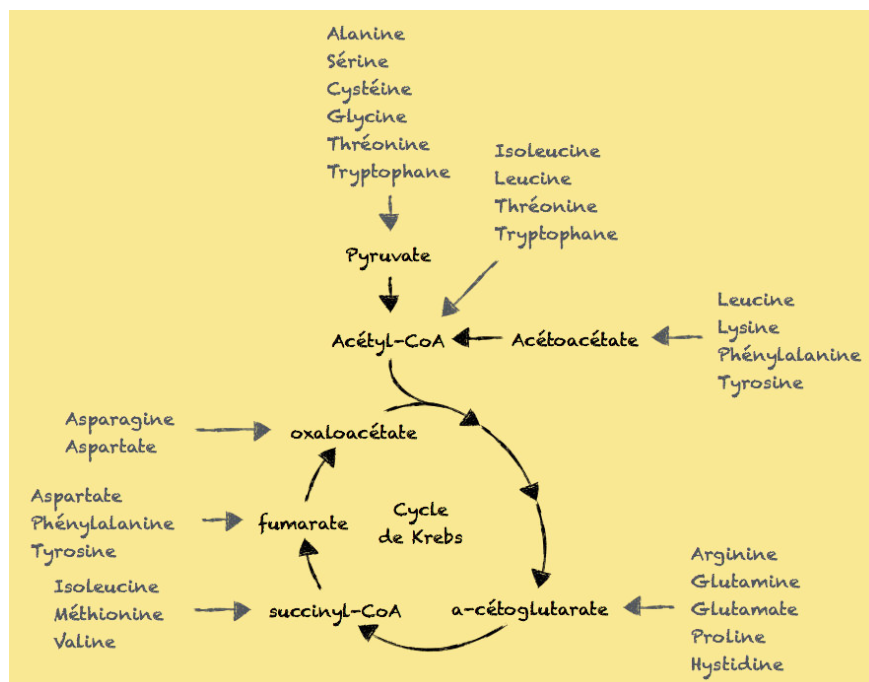 Alanine
Sérine
Cystéine
Glycine
Thréonine
Tryptophane
Isoleucine
Leucine
Thréonine
Tryptophane
Pyruvate
Leucine
Lysine
Phénylalanine
Tyrosine
Acétyl-CoA
Acétoacétate
Asparagine
Aspartate
oxaloacétate
Aspartate
Phénylalanine
Tyrosine
fumarate
Cycle
de Krebs
Isoleucine
Méthionine
Valine
succinyl-CoA
a-cétoglutarate
Arginine
Glutamine
Glutamate
Proline
Hystidine